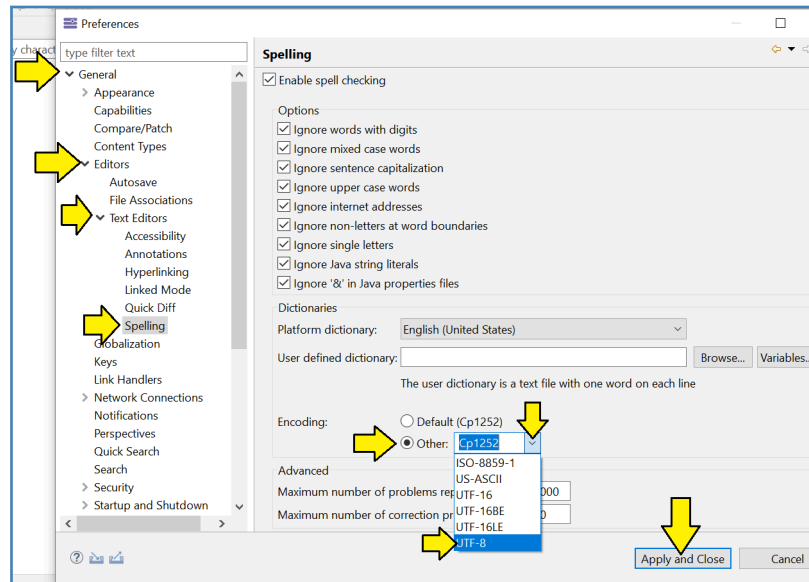 Preferences
y charact
type filter text
Spelling
General
Appearance
Capabilities
Compare/Patch
Content Types
Editors
Autosave
File Associations
Text Editors
Accessibility
Annotations
Hyperlinking
Linked Mode
Quick Diff
Spelling
Globalization
Keys
Link Handlers
Network Connections
Notifications
Perspectives
Quick Search
Search
Security
Startup and Shutdown
Enable spell checking
Options
Ignore words with digits
Ignore mixed case words
Ignore sentence capitalization
Ignore upper case words
Ignore internet addresses
Ignore non-letters at word boundaries
Ignore single letters
Ignore Java string literals
Ignore '&' in Java properties files
Dictionaries
Platform dictionary: English (United States)
User defined dictionary: Browse... Variables..
The user dictionary is a text file with one word on each line
Encoding: Default (Cp1252)
Other: Cp1252
ISO-8859-1
US-ASCII
UTF-16
UTF-16BE
UTF-16LE
UTF-8
Advanced
Maximum number of problems rep 000
Maximum number of correction pr 0
Apply and Close Cancel